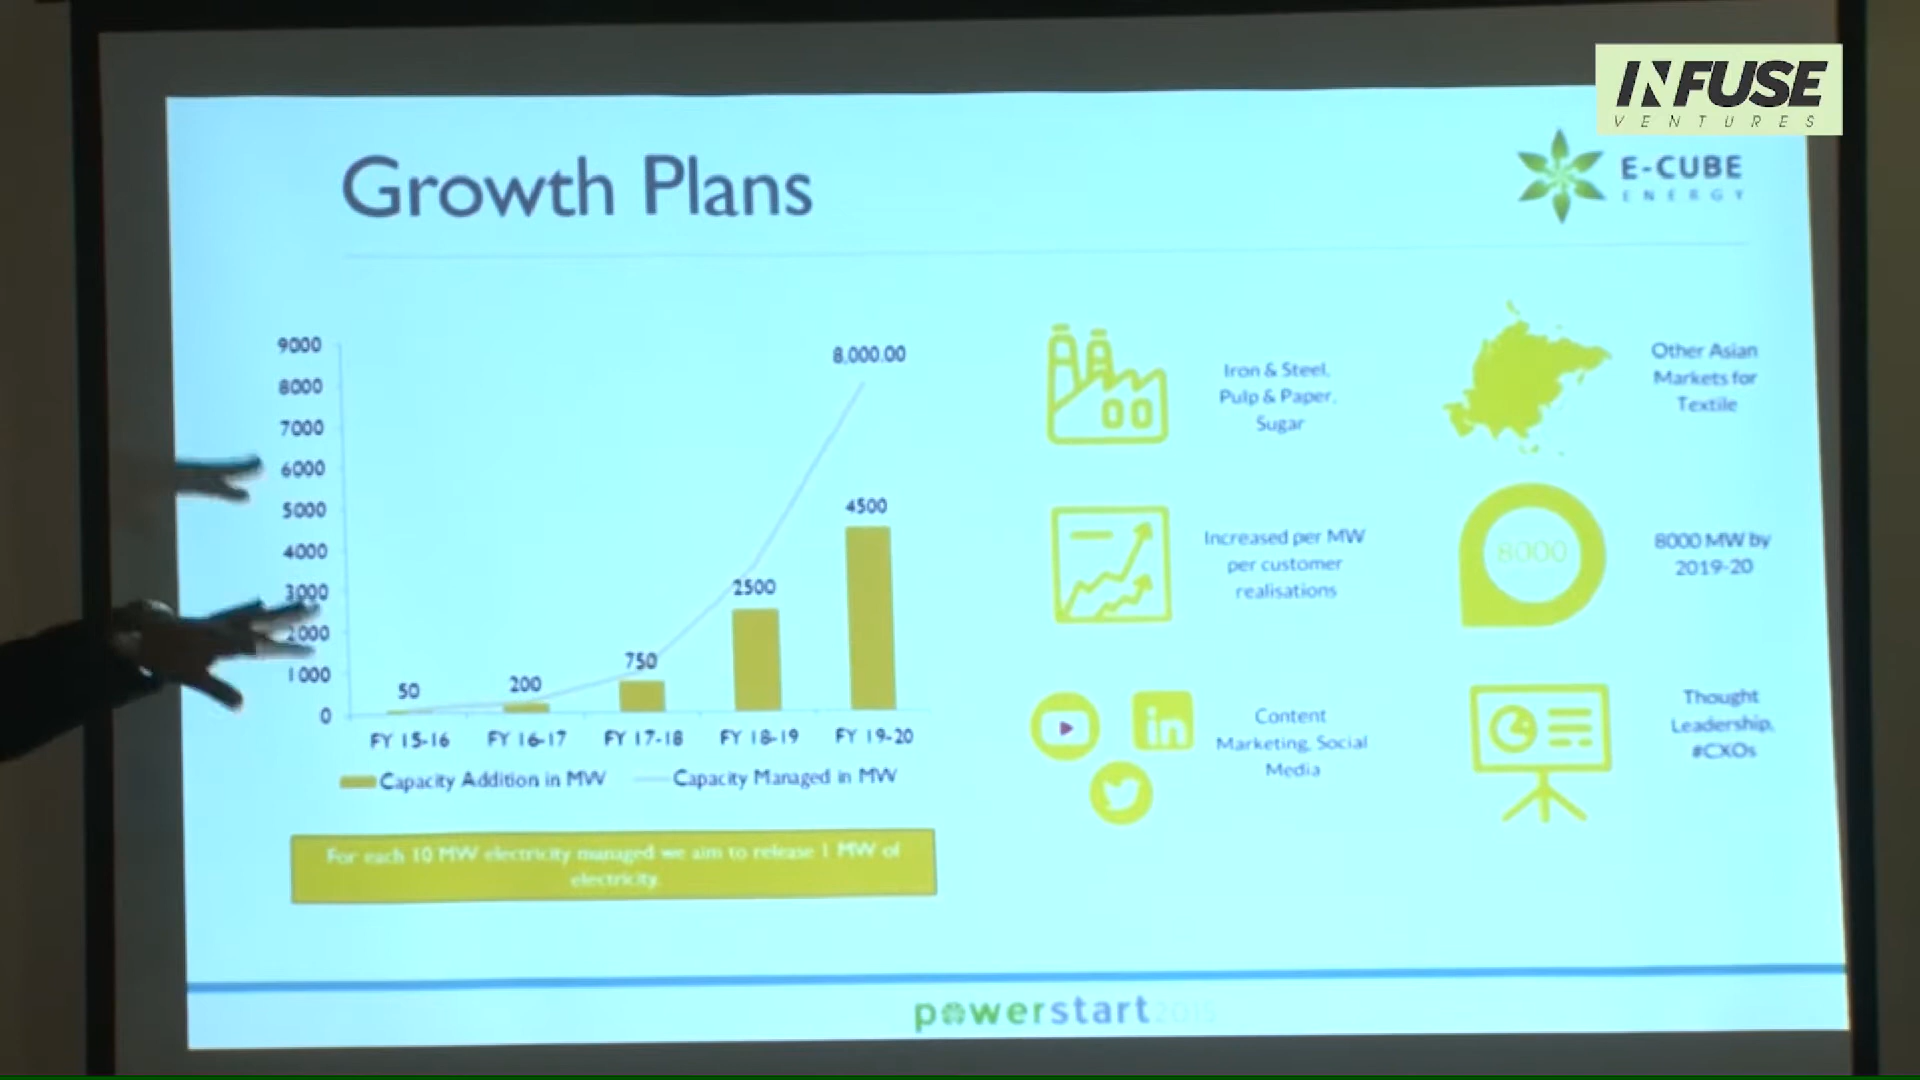 INFUSE
VENTURES
E-CUBE
ENERGY
Growth Plans
9000
8000
7000
6000
5000
4000
3000
2000
1000
0
8,000.00
4500
2500
750
200
50
FY 15-16 FY 16-17 FY 17-18 FY 18-19 FY 19-20
Capacity Addition in MW Capacity Managed in MW
For each 10 MW electricity managed we aim to release 1 MW of
electricity.
Iron & Steel,
Pulp & Paper,
Sugar
Other Asian
Markets for
Textile
Increased per MW
per customer
realisations
8000
8000 MW by
2019-20
in
Content
Marketing, Social
Media
Thought
Leadership,
#CXOs
powerstart2015